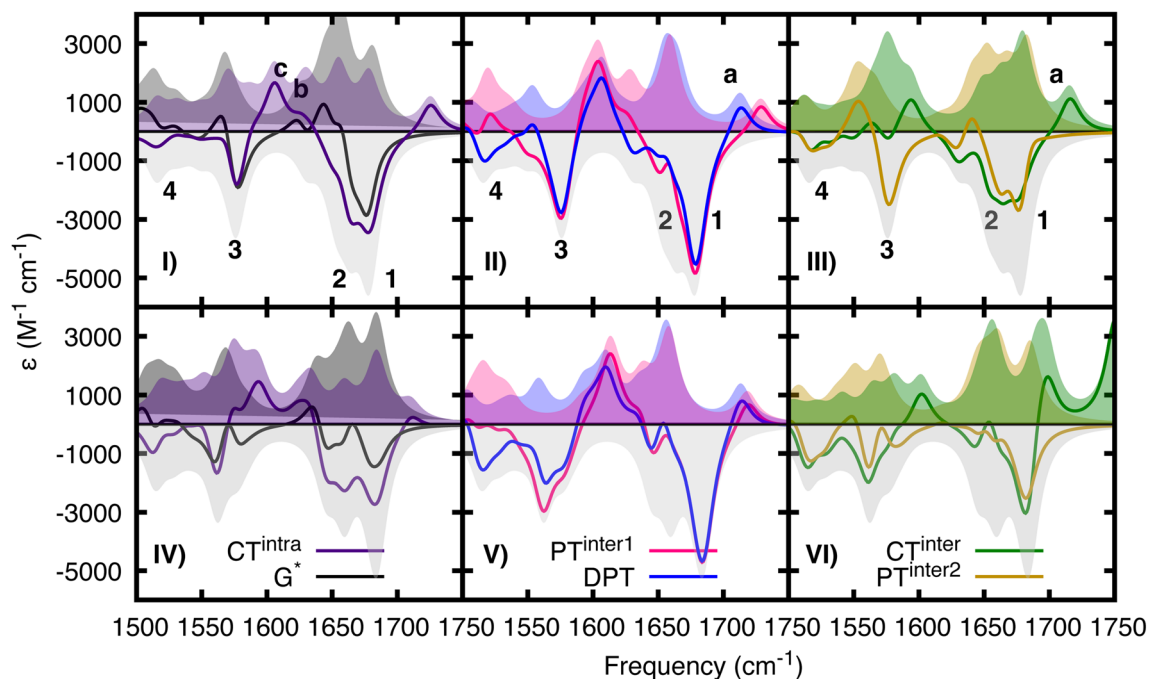 3000
1000
-1000
-3000
-5000
c
b
4
3
2
1
I)
a
4
3
2
1
II)
a
4
3
2
1
III)
ε (M⁻¹ cm⁻¹)
3000
1000
-1000
-3000
-5000
IV)
CTⁱⁿᵗʳᵃ
G*
V)
PTⁱⁿᵗᵉʳ¹
DPT
VI)
CTⁱⁿᵗᵉʳ
PTⁱⁿᵗᵉʳ²
1500 1550 1600 1650 1700 1750 1550 1600 1650 1700 1750 1550 1600 1650 1700 1750
Frequency (cm⁻¹)